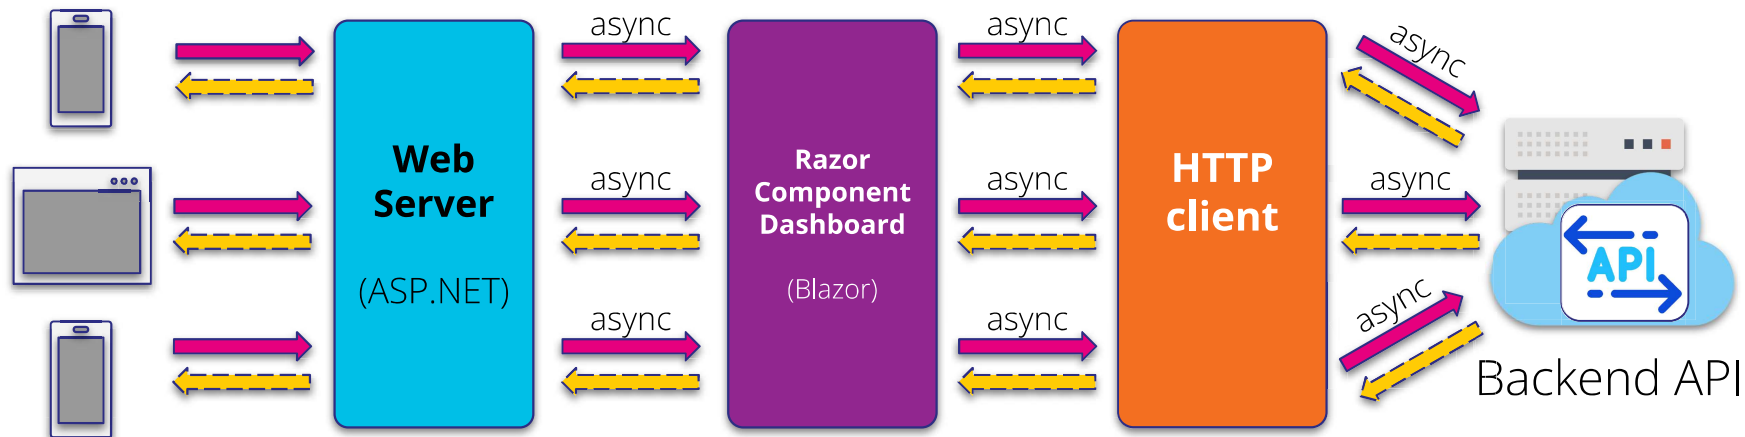 async
async
async
Web
Server
(ASP.NET)
Razor
Component
Dashboard
(Blazor)
HTTP
client
async
async
async
API
async
async
async
Backend API